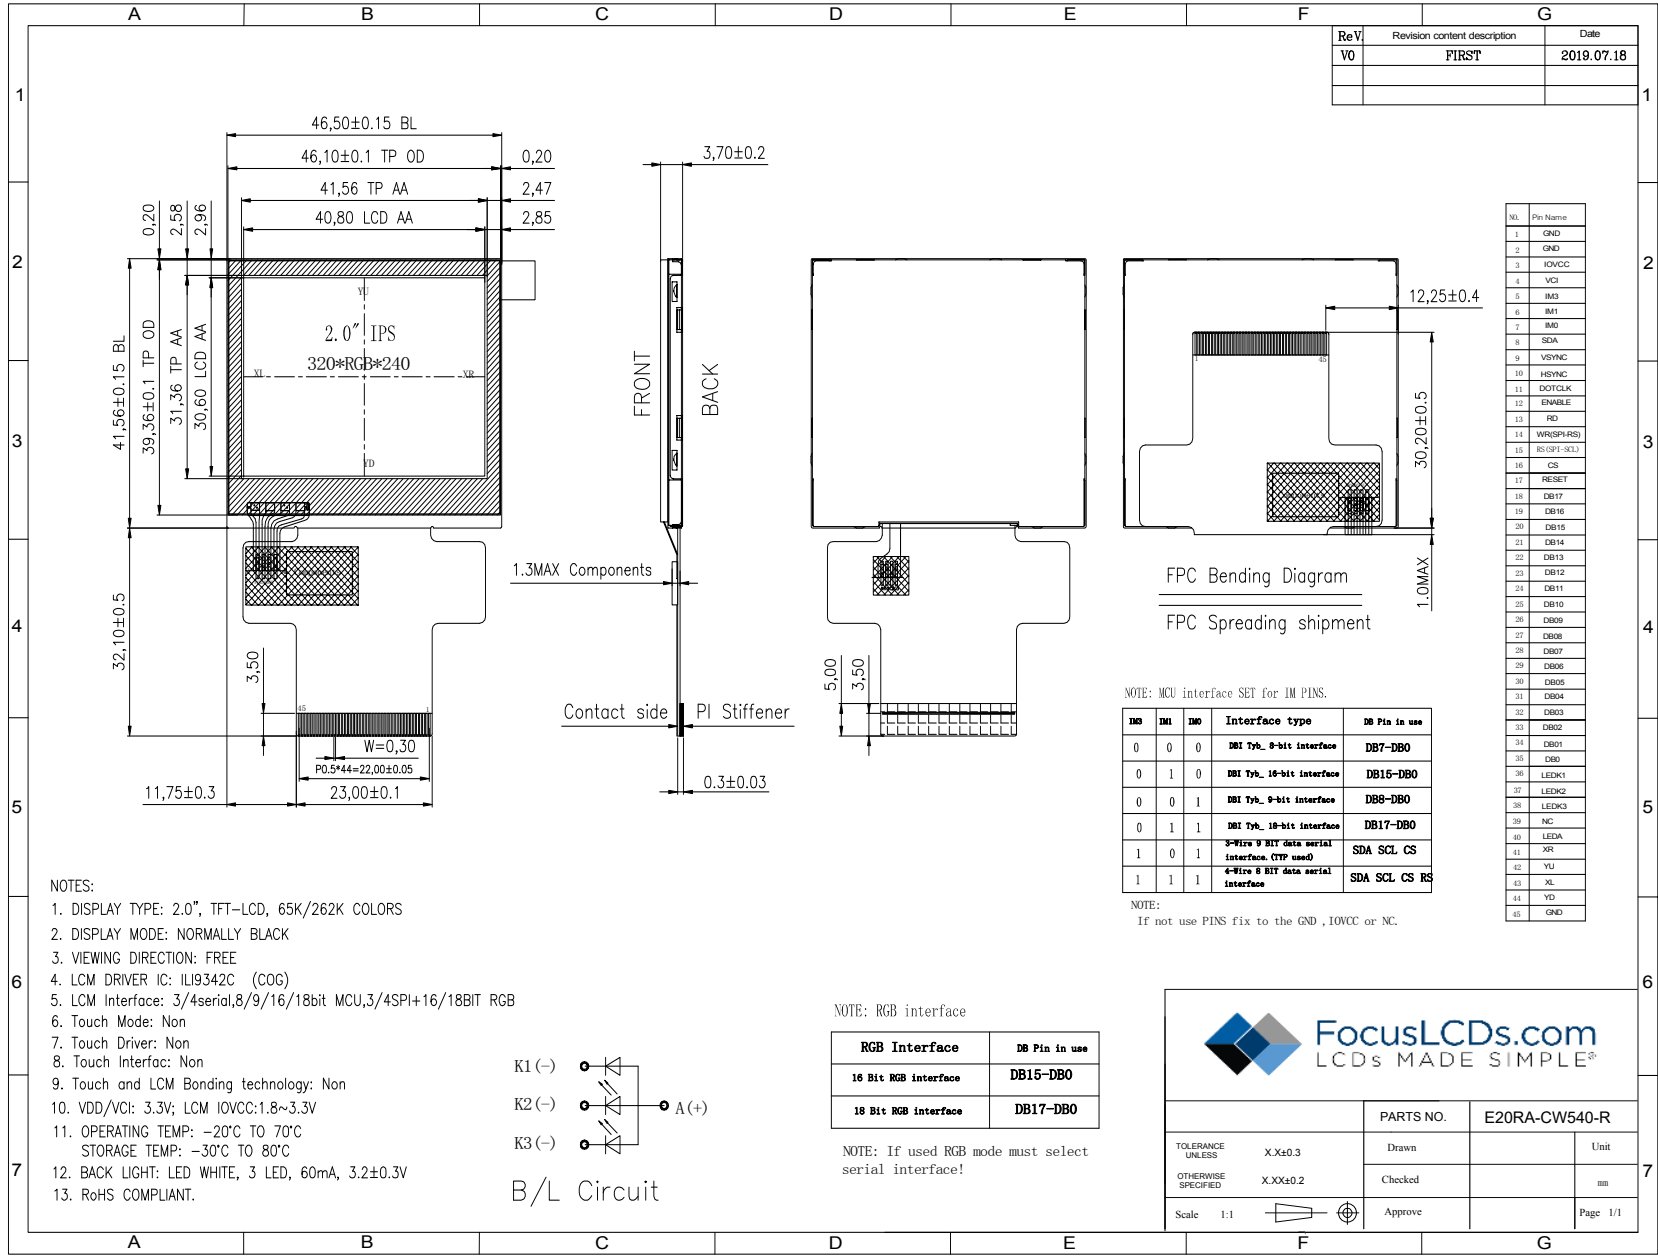 A B C D E F G
ReV. Revision content description Date
V0 FIRST 2019.07.18
1 1
2 2
3 3
4 4
5 5
6 6
7 7
46,50±0.15 BL
46,10±0.1 TP OD 0,20
41,56 TP AA 2,47
40,80 LCD AA 2,85
0,20
2,58
2,96
41,56±0.15 BL
39,36±0.1 TP OD
31,36 TP AA
30,60 LCD AA
YU
2.0″ IPS
320*RGB*240
XL XR
YD
32,10±0.5
3,50
45 1
W=0,30
P0.5*44=22,00±0.05
11,75±0.3 23,00±0.1
3,70±0.2
FRONT
BACK
1.3MAX Components
Contact side PI Stiffener
0.3±0.03
5,00
3,50
12,25±0.4
1 45
30,20±0.5
1.0MAX
FPC Bending Diagram
FPC Spreading shipment
NOTE: MCU interface SET for IM PINS.
IM3 IM1 IM0 Interface type DB Pin in use
0 0 0 DBI Tyb_ 8-bit interface DB7-DB0
0 1 0 DBI Tyb_ 16-bit interface DB15-DB0
0 0 1 DBI Tyb_ 9-bit interface DB8-DB0
0 1 1 DBI Tyb_ 18-bit interface DB17-DB0
1 0 1 3-Wire 9 BIT data serial interface.(TYP used) SDA SCL CS
1 1 1 4-Wire 8 BIT data serial interface SDA SCL CS RS
NOTE:
If not use PINS fix to the GND , IOVCC or NC.
NO. Pin Name
1 GND
2 GND
3 IOVCC
4 VCI
5 IM3
6 IM1
7 IM0
8 SDA
9 VSYNC
10 HSYNC
11 DOTCLK
12 ENABLE
13 RD
14 WR(SPI-RS)
15 RS(SPI-SCL)
16 CS
17 RESET
18 DB17
19 DB16
20 DB15
21 DB14
22 DB13
23 DB12
24 DB11
25 DB10
26 DB09
27 DB08
28 DB07
29 DB06
30 DB05
31 DB04
32 DB03
33 DB02
34 DB01
35 DB0
36 LEDK1
37 LEDK2
38 LEDK3
39 NC
40 LEDA
41 XR
42 YU
43 XL
44 YD
45 GND
NOTES:
1. DISPLAY TYPE: 2.0”, TFT-LCD, 65K/262K COLORS
2. DISPLAY MODE: NORMALLY BLACK
3. VIEWING DIRECTION: FREE
4. LCM DRIVER IC: ILI9342C (COG)
5. LCM Interface: 3/4serial,8/9/16/18bit MCU,3/4SPI+16/18BIT RGB
6. Touch Mode: Non
7. Touch Driver: Non
8. Touch Interfac: Non
9. Touch and LCM Bonding technology: Non
10. VDD/VCI: 3.3V; LCM IOVCC:1.8~3.3V
11. OPERATING TEMP: -20°C TO 70°C
STORAGE TEMP: -30°C TO 80°C
12. BACK LIGHT: LED WHITE, 3 LED, 60mA, 3.2±0.3V
13. RoHS COMPLIANT.
K1(-)
K2(-) A(+)
K3(-)
B/L Circuit
NOTE: RGB interface
RGB Interface DB Pin in use
16 Bit RGB interface DB15-DB0
18 Bit RGB interface DB17-DB0
NOTE: If used RGB mode must select
serial interface!
FocusLCDs.com
LCDs MADE SIMPLE®
PARTS NO. E20RA-CW540-R
TOLERANCE UNLESS X.X±0.3 Drawn Unit
OTHERWISE SPECIFIED X.XX±0.2 Checked mm
Scale 1:1 Approve Page 1/1
A B C D E F G